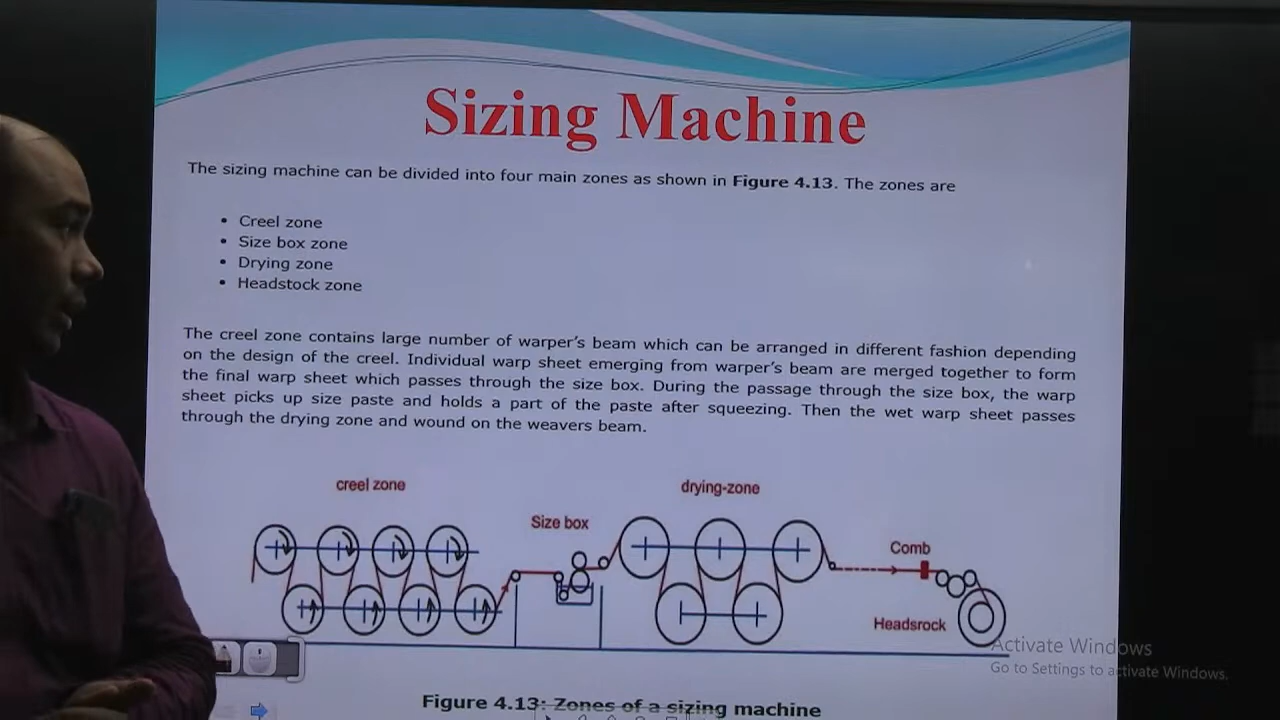 Sizing Machine
The sizing machine can be divided into four main zones as shown in Figure 4.13. The zones are
• Creel zone
• Size box zone
• Drying zone
• Headstock zone
The creel zone contains large number of warper's beam which can be arranged in different fashion depending
on the design of the creel. Individual warp sheet emerging from warper's beam are merged together to form
the final warp sheet which passes through the size box. During the passage through the size box, the warp
sheet picks up size paste and holds a part of the paste after squeezing. Then the wet warp sheet passes
through the drying zone and wound on the weavers beam.
creel zone
drying-zone
Size box
Comb
Headsrock
Activate Windows
Go to Settings to activate Windows.
Figure 4.13: Zones of a sizing machine